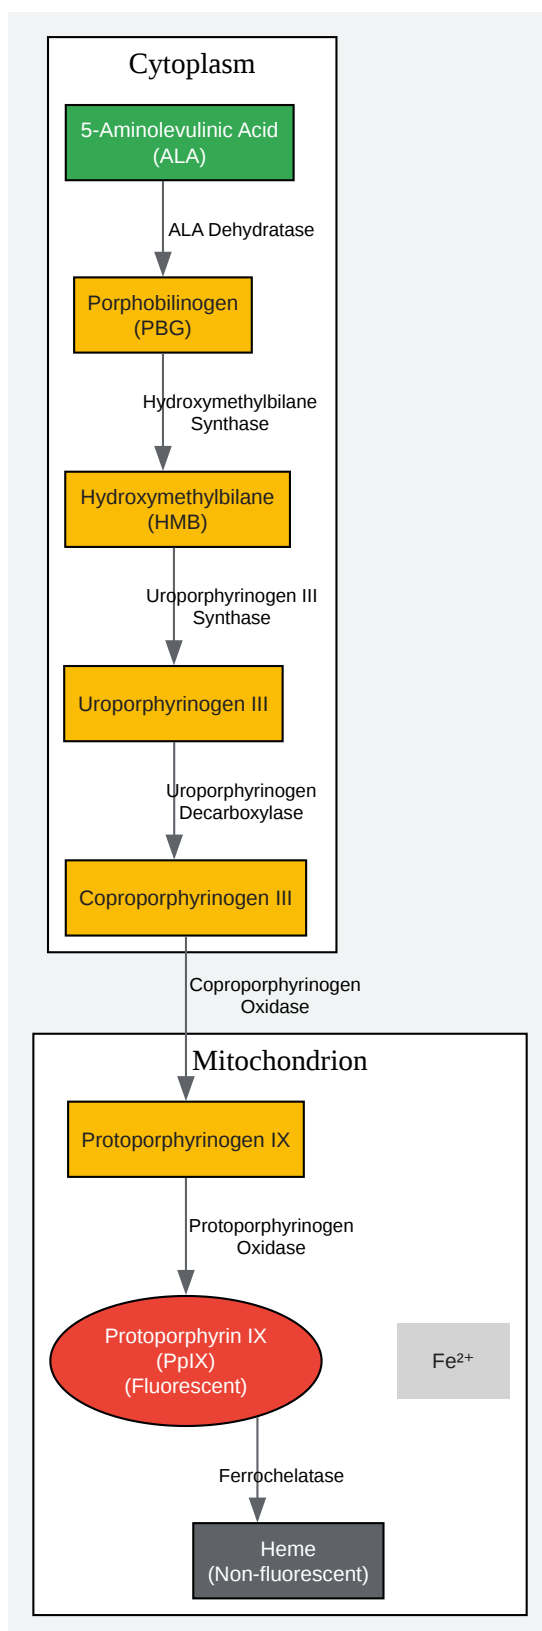 Cytoplasm
5-Aminolevulinic Acid
(ALA)
ALA Dehydratase
Porphobilinogen
(PBG)
Hydroxymethylbilane
Synthase
Hydroxymethylbilane
(HMB)
Uroporphyrinogen III
Synthase
Uroporphyrinogen III
Uroporphyrinogen
Decarboxylase
Coproporphyrinogen III
Coproporphyrinogen
Oxidase
Mitochondrion
Protoporphyrinogen IX
Protoporphyrinogen
Oxidase
Protoporphyrin IX
(PpIX)
(Fluorescent)
Fe²⁺
Ferrochelatase
Heme
(Non-fluorescent)